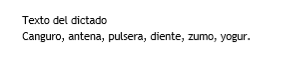 Texto del dictado
Canguro, antena, pulsera, diente, zumo, yogur.